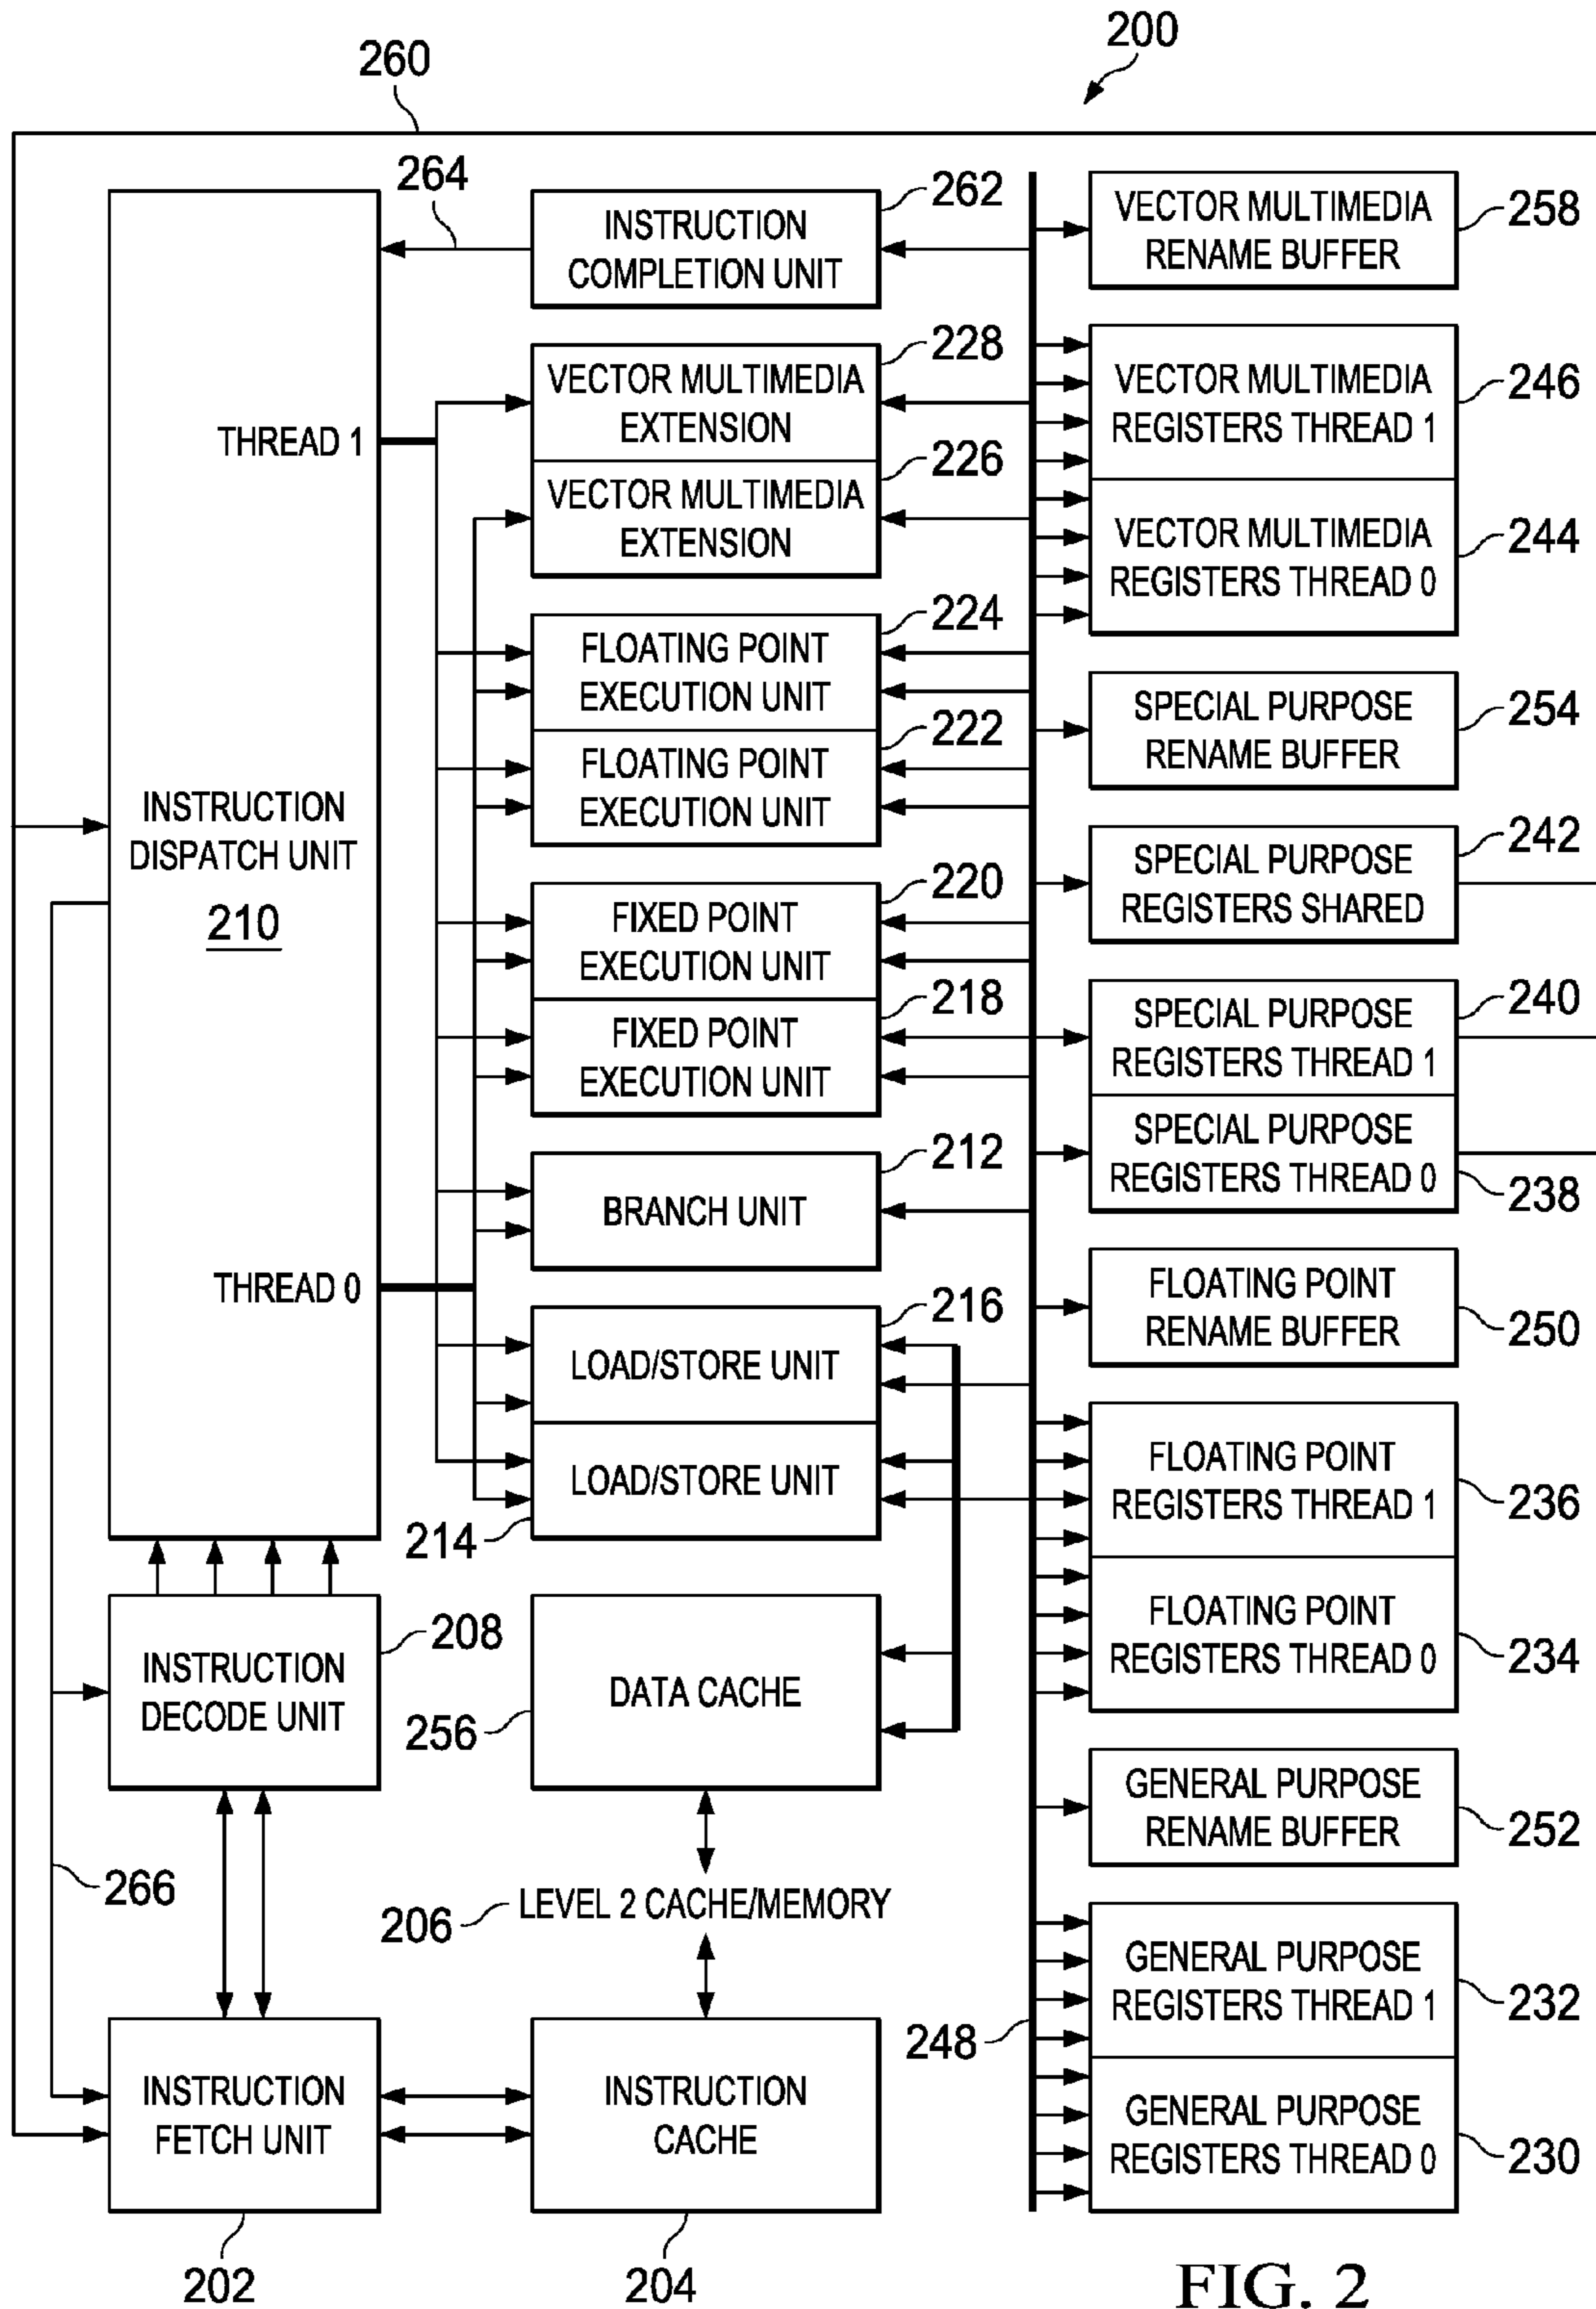 200
260
264
262
INSTRUCTION
COMPLETION UNIT
VECTOR MULTIMEDIA
RENAME BUFFER
258
THREAD 1
228
VECTOR MULTIMEDIA
EXTENSION
226
VECTOR MULTIMEDIA
EXTENSION
VECTOR MULTIMEDIA
REGISTERS THREAD 1
246
VECTOR MULTIMEDIA
REGISTERS THREAD 0
244
224
FLOATING POINT
EXECUTION UNIT
222
FLOATING POINT
EXECUTION UNIT
SPECIAL PURPOSE
RENAME BUFFER
254
INSTRUCTION
DISPATCH UNIT
210
220
FIXED POINT
EXECUTION UNIT
218
FIXED POINT
EXECUTION UNIT
SPECIAL PURPOSE
REGISTERS SHARED
242
SPECIAL PURPOSE
REGISTERS THREAD 1
240
SPECIAL PURPOSE
REGISTERS THREAD 0
238
212
BRANCH UNIT
THREAD 0
216
LOAD/STORE UNIT
LOAD/STORE UNIT
214
FLOATING POINT
RENAME BUFFER
250
FLOATING POINT
REGISTERS THREAD 1
236
FLOATING POINT
REGISTERS THREAD 0
234
INSTRUCTION
DECODE UNIT
208
DATA CACHE
256
GENERAL PURPOSE
RENAME BUFFER
252
266
206
LEVEL 2 CACHE/MEMORY
GENERAL PURPOSE
REGISTERS THREAD 1
232
248
INSTRUCTION
FETCH UNIT
INSTRUCTION
CACHE
GENERAL PURPOSE
REGISTERS THREAD 0
230
202
204
FIG. 2